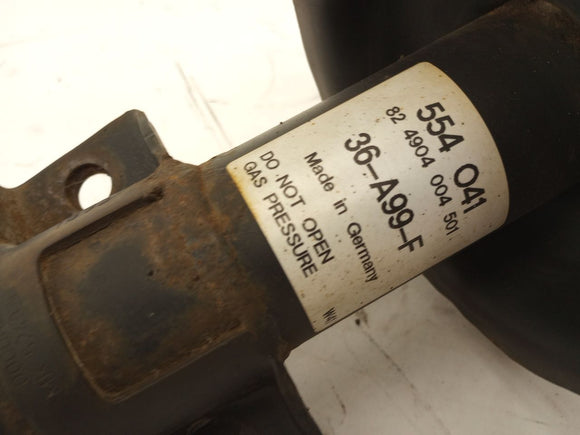 554 041
82 4904 004 501
36-A99-F
Made in Germany
DO NOT OPEN
GAS PRESSURE